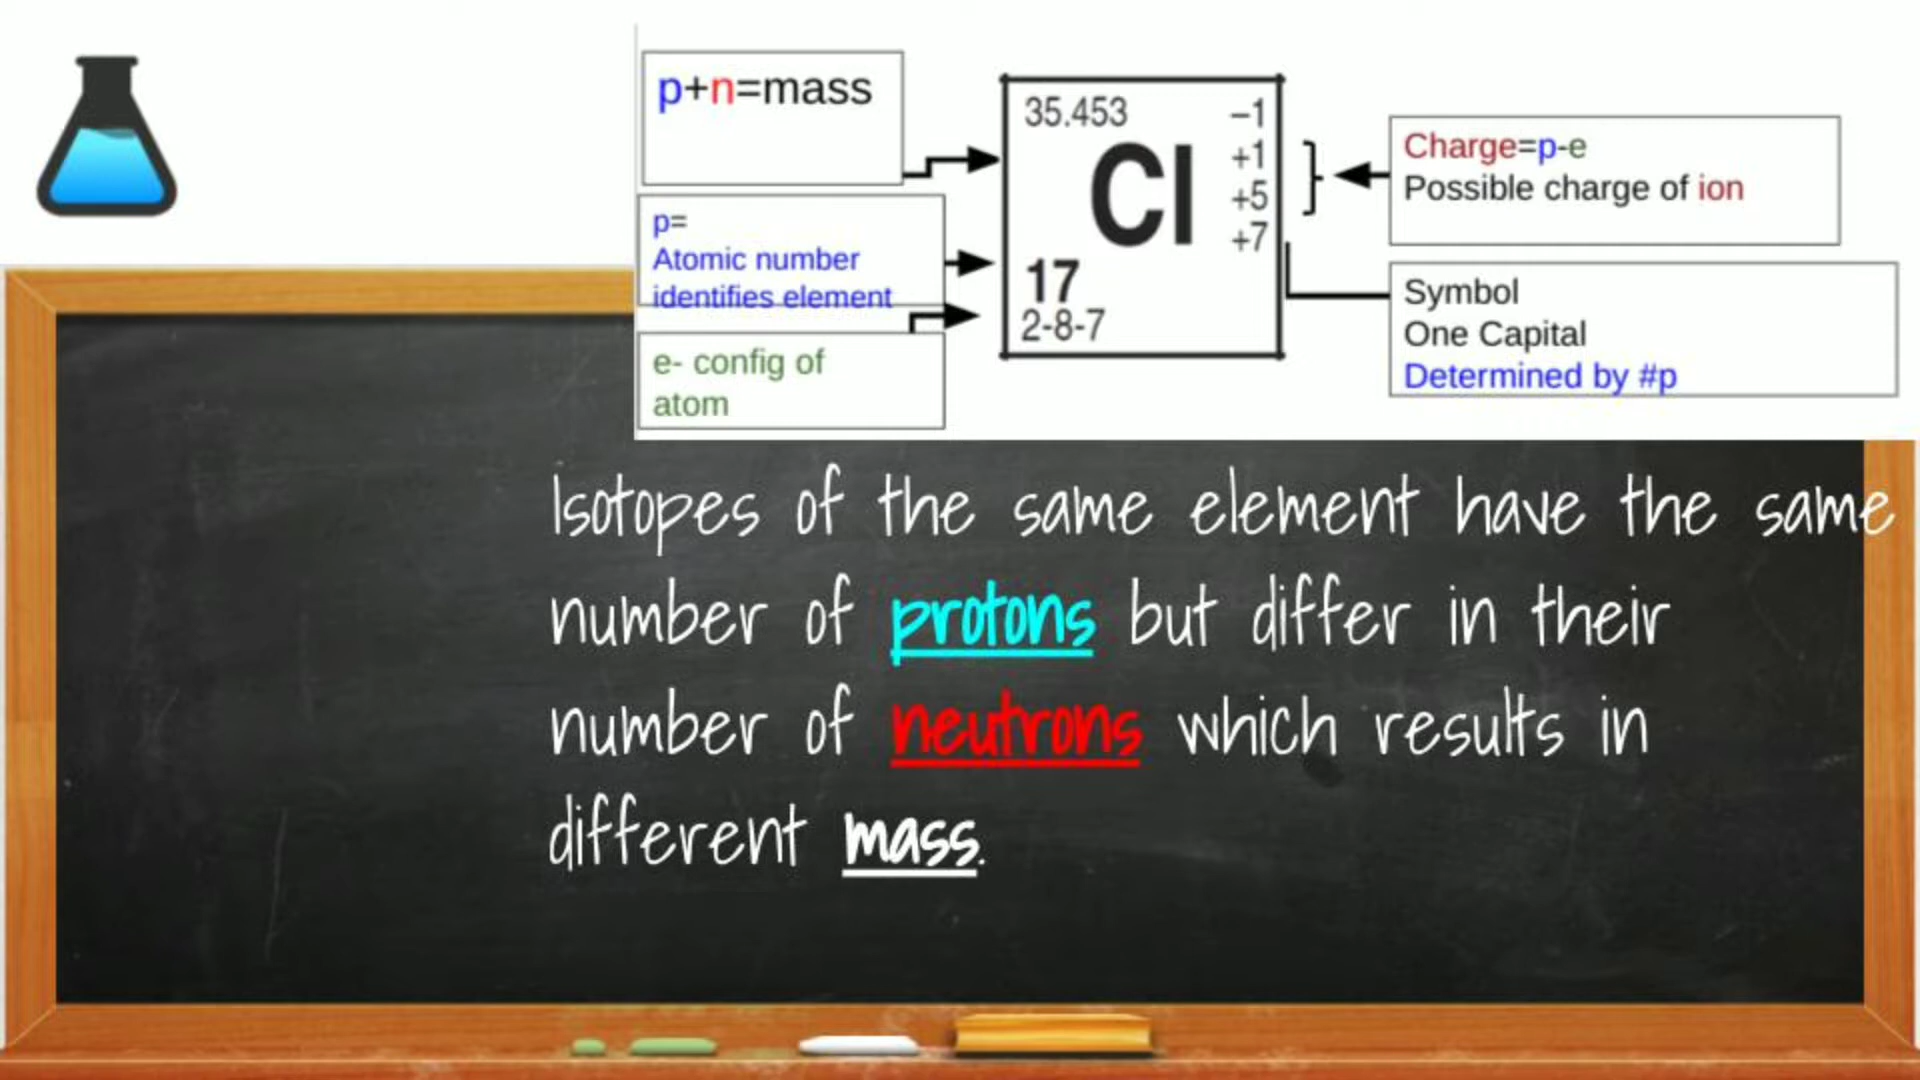 p+n=mass
p=
Atomic number
identifies element
e- config of
atom
35.453
–1
+1
+5
+7
Cl
17
2-8-7
Charge=p-e
Possible charge of ion
Symbol
One Capital
Determined by #p
Isotopes of the same element have the same
number of protons but differ in their
number of neutrons which results in
different mass.